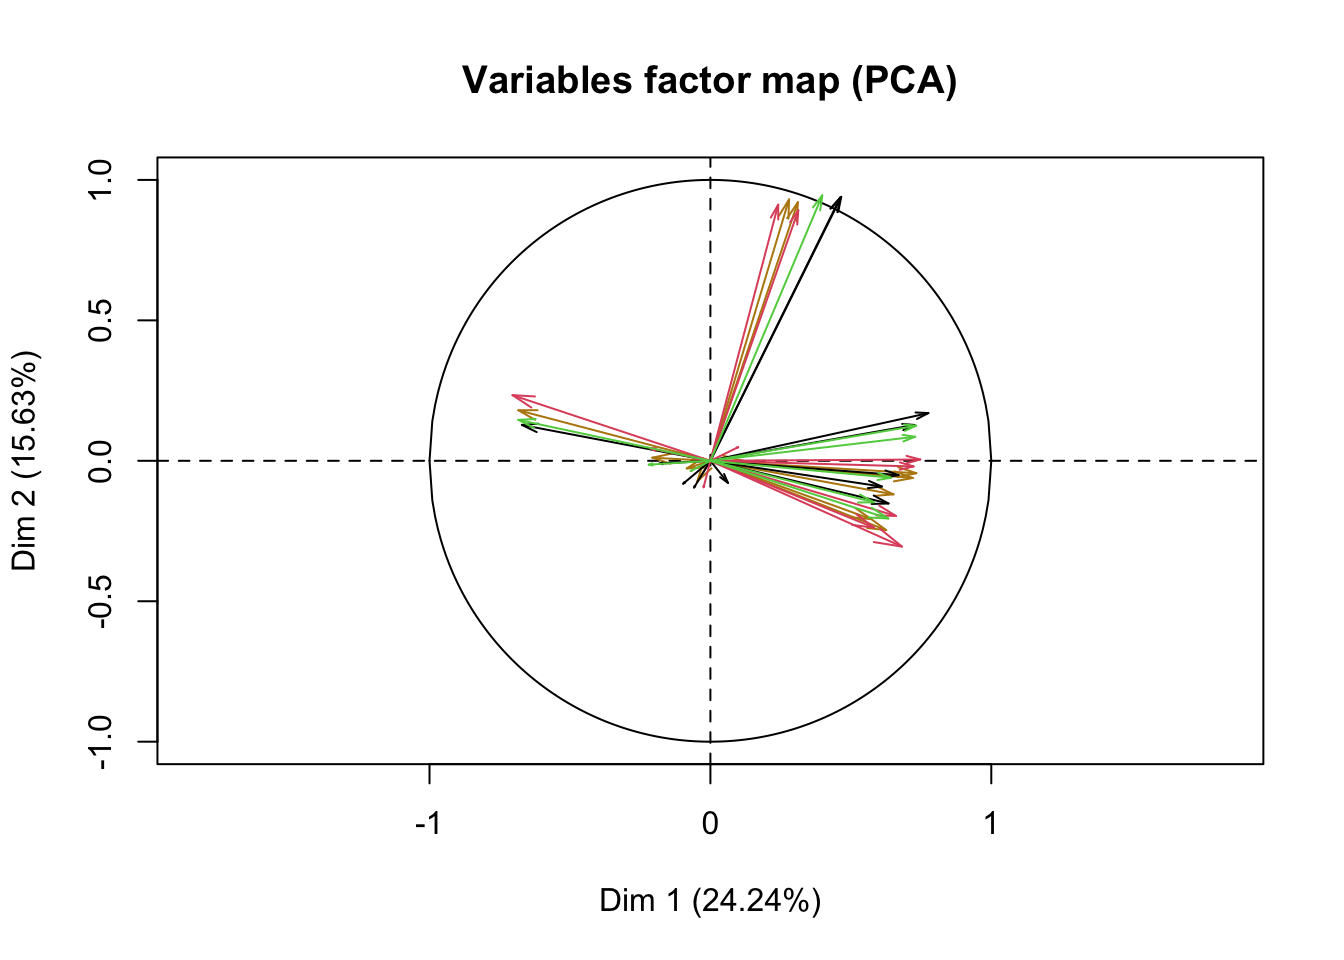 Variables factor map (PCA)
1.0
0.5
0.0
-0.5
-1.0
Dim 2 (15.63%)
-1 0 1
Dim 1 (24.24%)